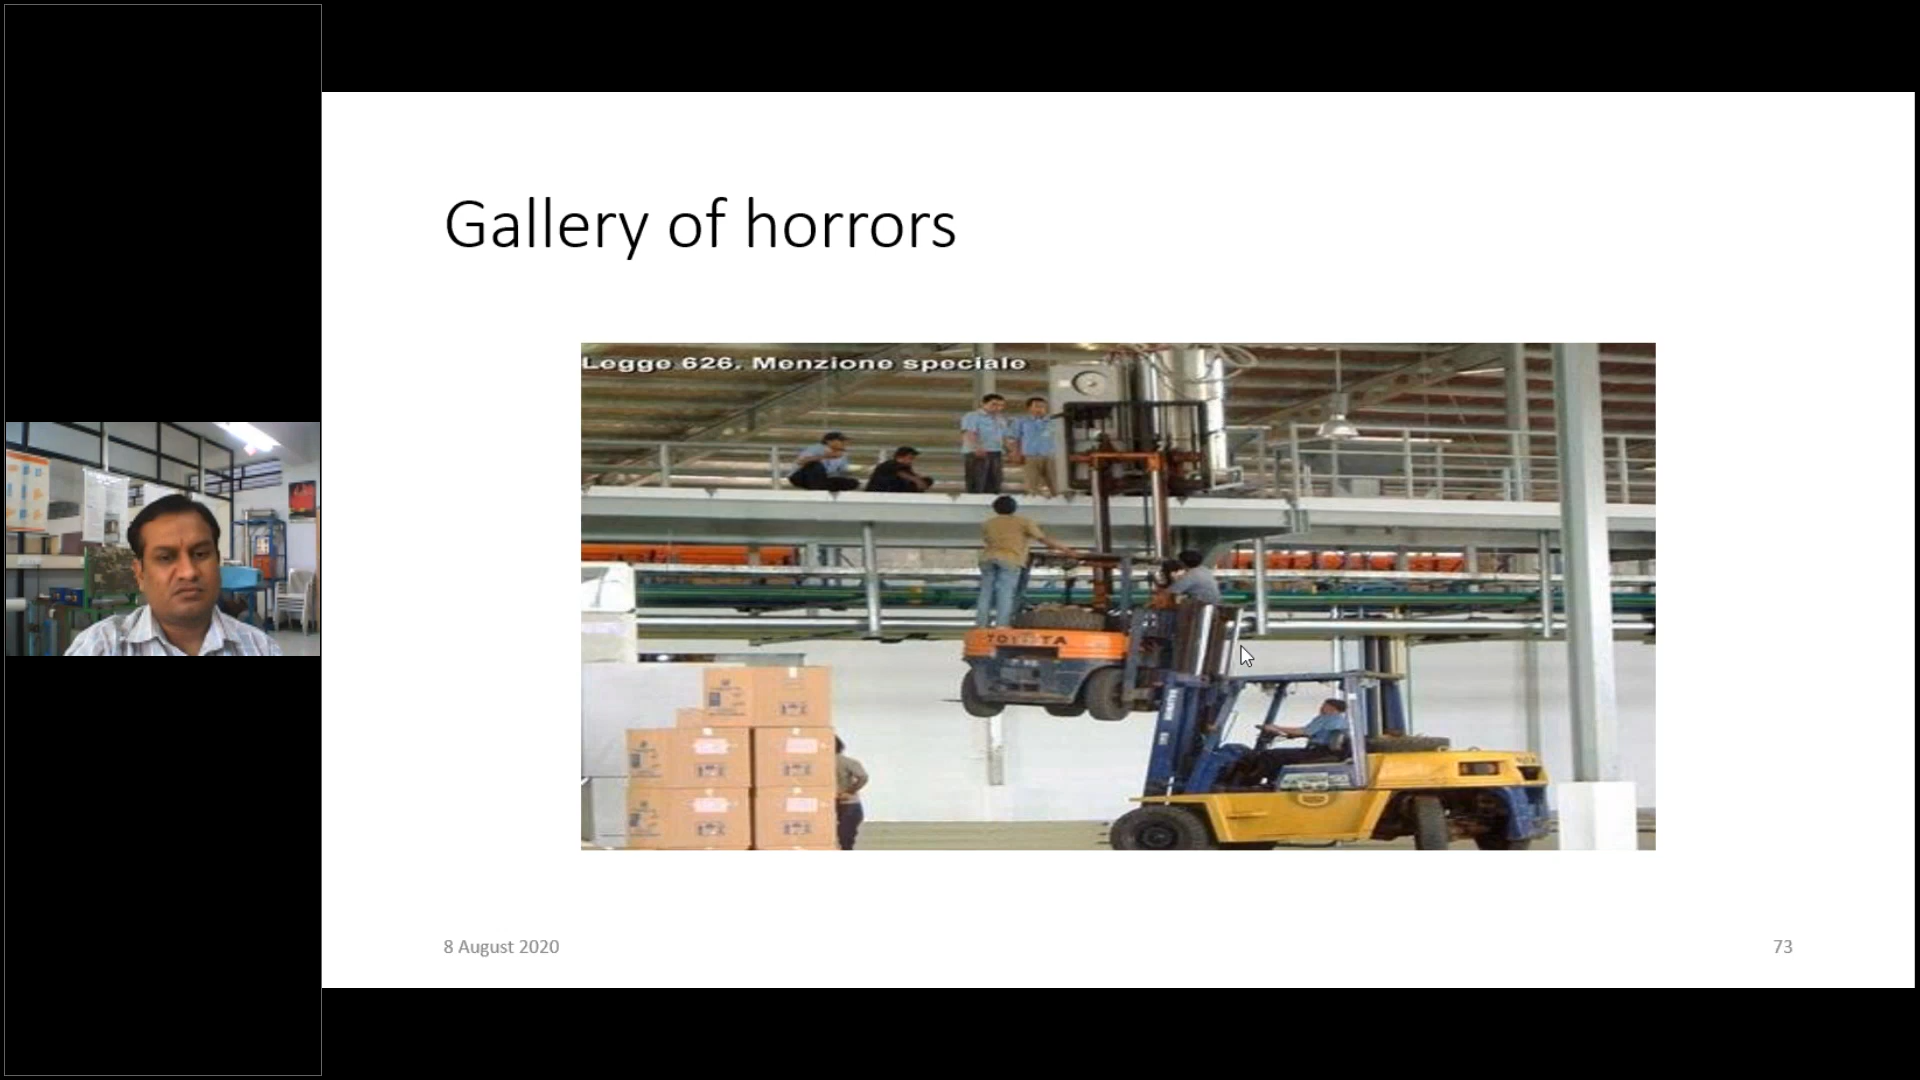 Gallery of horrors
Legge 626. Menzione speciale
TOYOTA
8 August 2020
73